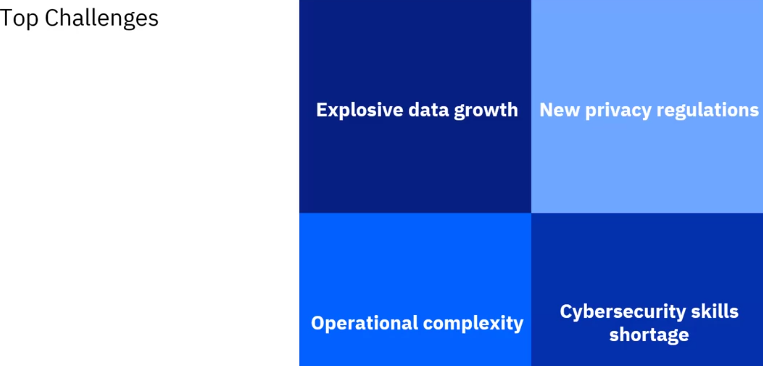 Top Challenges
Explosive data growth
New privacy regulations
Operational complexity
Cybersecurity skills
shortage